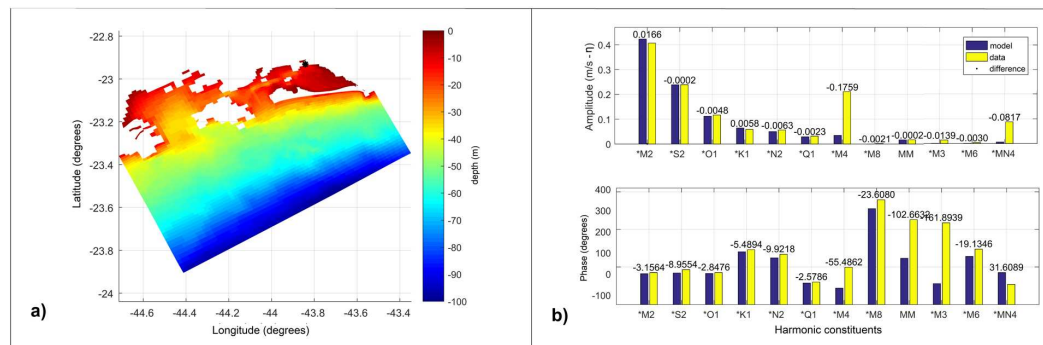 -22.8
-23
-23.2
-23.4
-23.6
-23.8
-24
Latitude (degrees)
-44.6 -44.4 -44.2 -44 -43.8 -43.6 -43.4
Longitude (degrees)
0
-10
-20
-30
-40
-50
-60
-70
-80
-90
-100
depth (m)
a)
Amplitude (m/s -η)
0.4
0.3
0.2
0.1
0
0.0166 -0.0002 -0.0048 0.0058 -0.0063 -0.0023 -0.1759 -0.0021 -0.0002 -0.0139 -0.0030 -0.0817
model
data
difference
*M2 *S2 *O1 *K1 *N2 *Q1 *M4 *M8 MM *M3 *M6 *MN4
Phase (degrees)
400
300
200
100
0
-100
-3.1564 -8.9554 -2.8476 -5.4894 -9.9218 -2.5786 -55.4862 -23.6080 -102.6632 -161.8939 -19.1346 31.6089
*M2 *S2 *O1 *K1 *N2 *Q1 *M4 *M8 MM *M3 *M6 *MN4
Harmonic constituents
b)